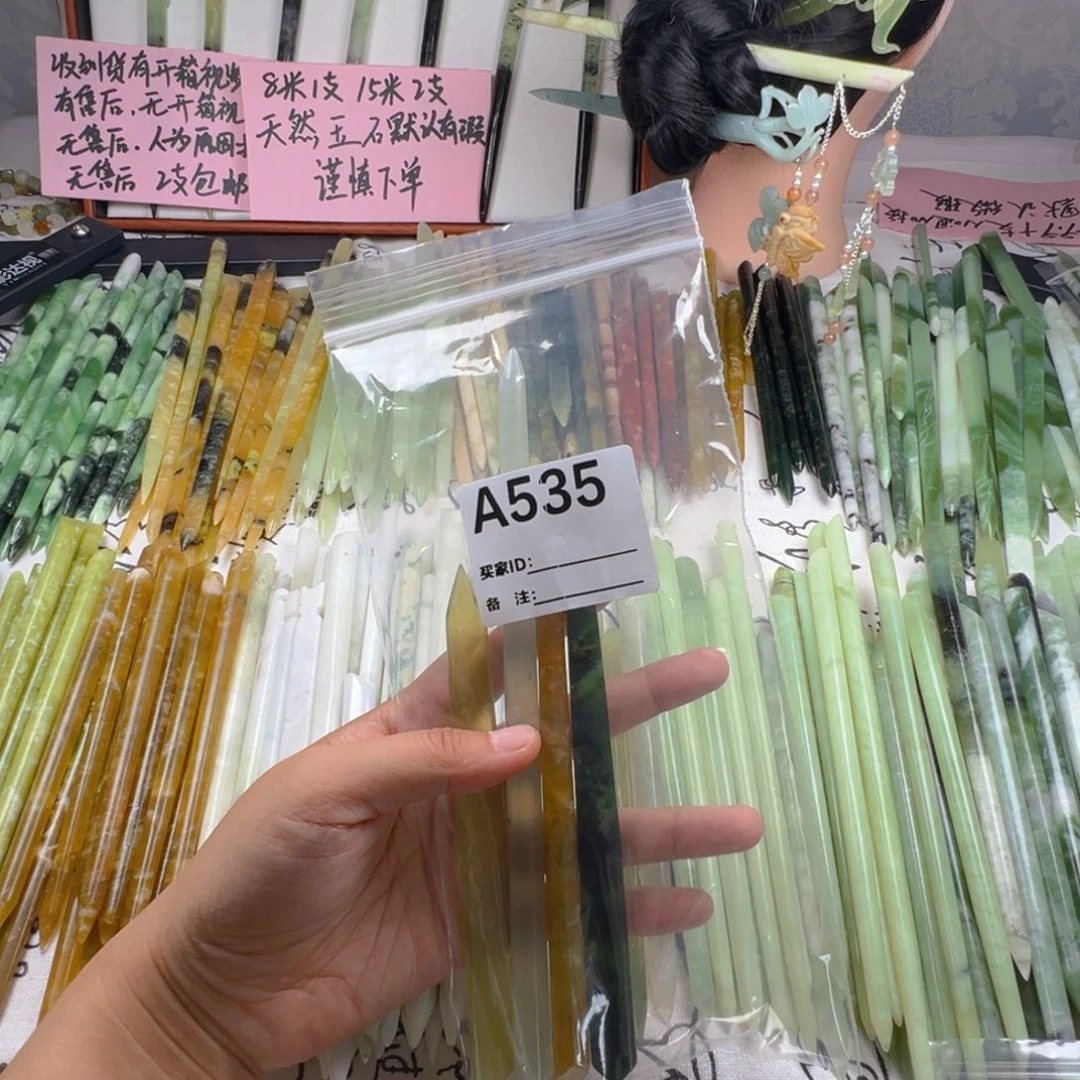 收到货有开箱视频
有售后，无开箱视
无售后，人为原因
无售后 2支包邮
8米1支 15米2支
天然玉石默认有瑕
谨慎下单
A535
买家ID:
备 注: